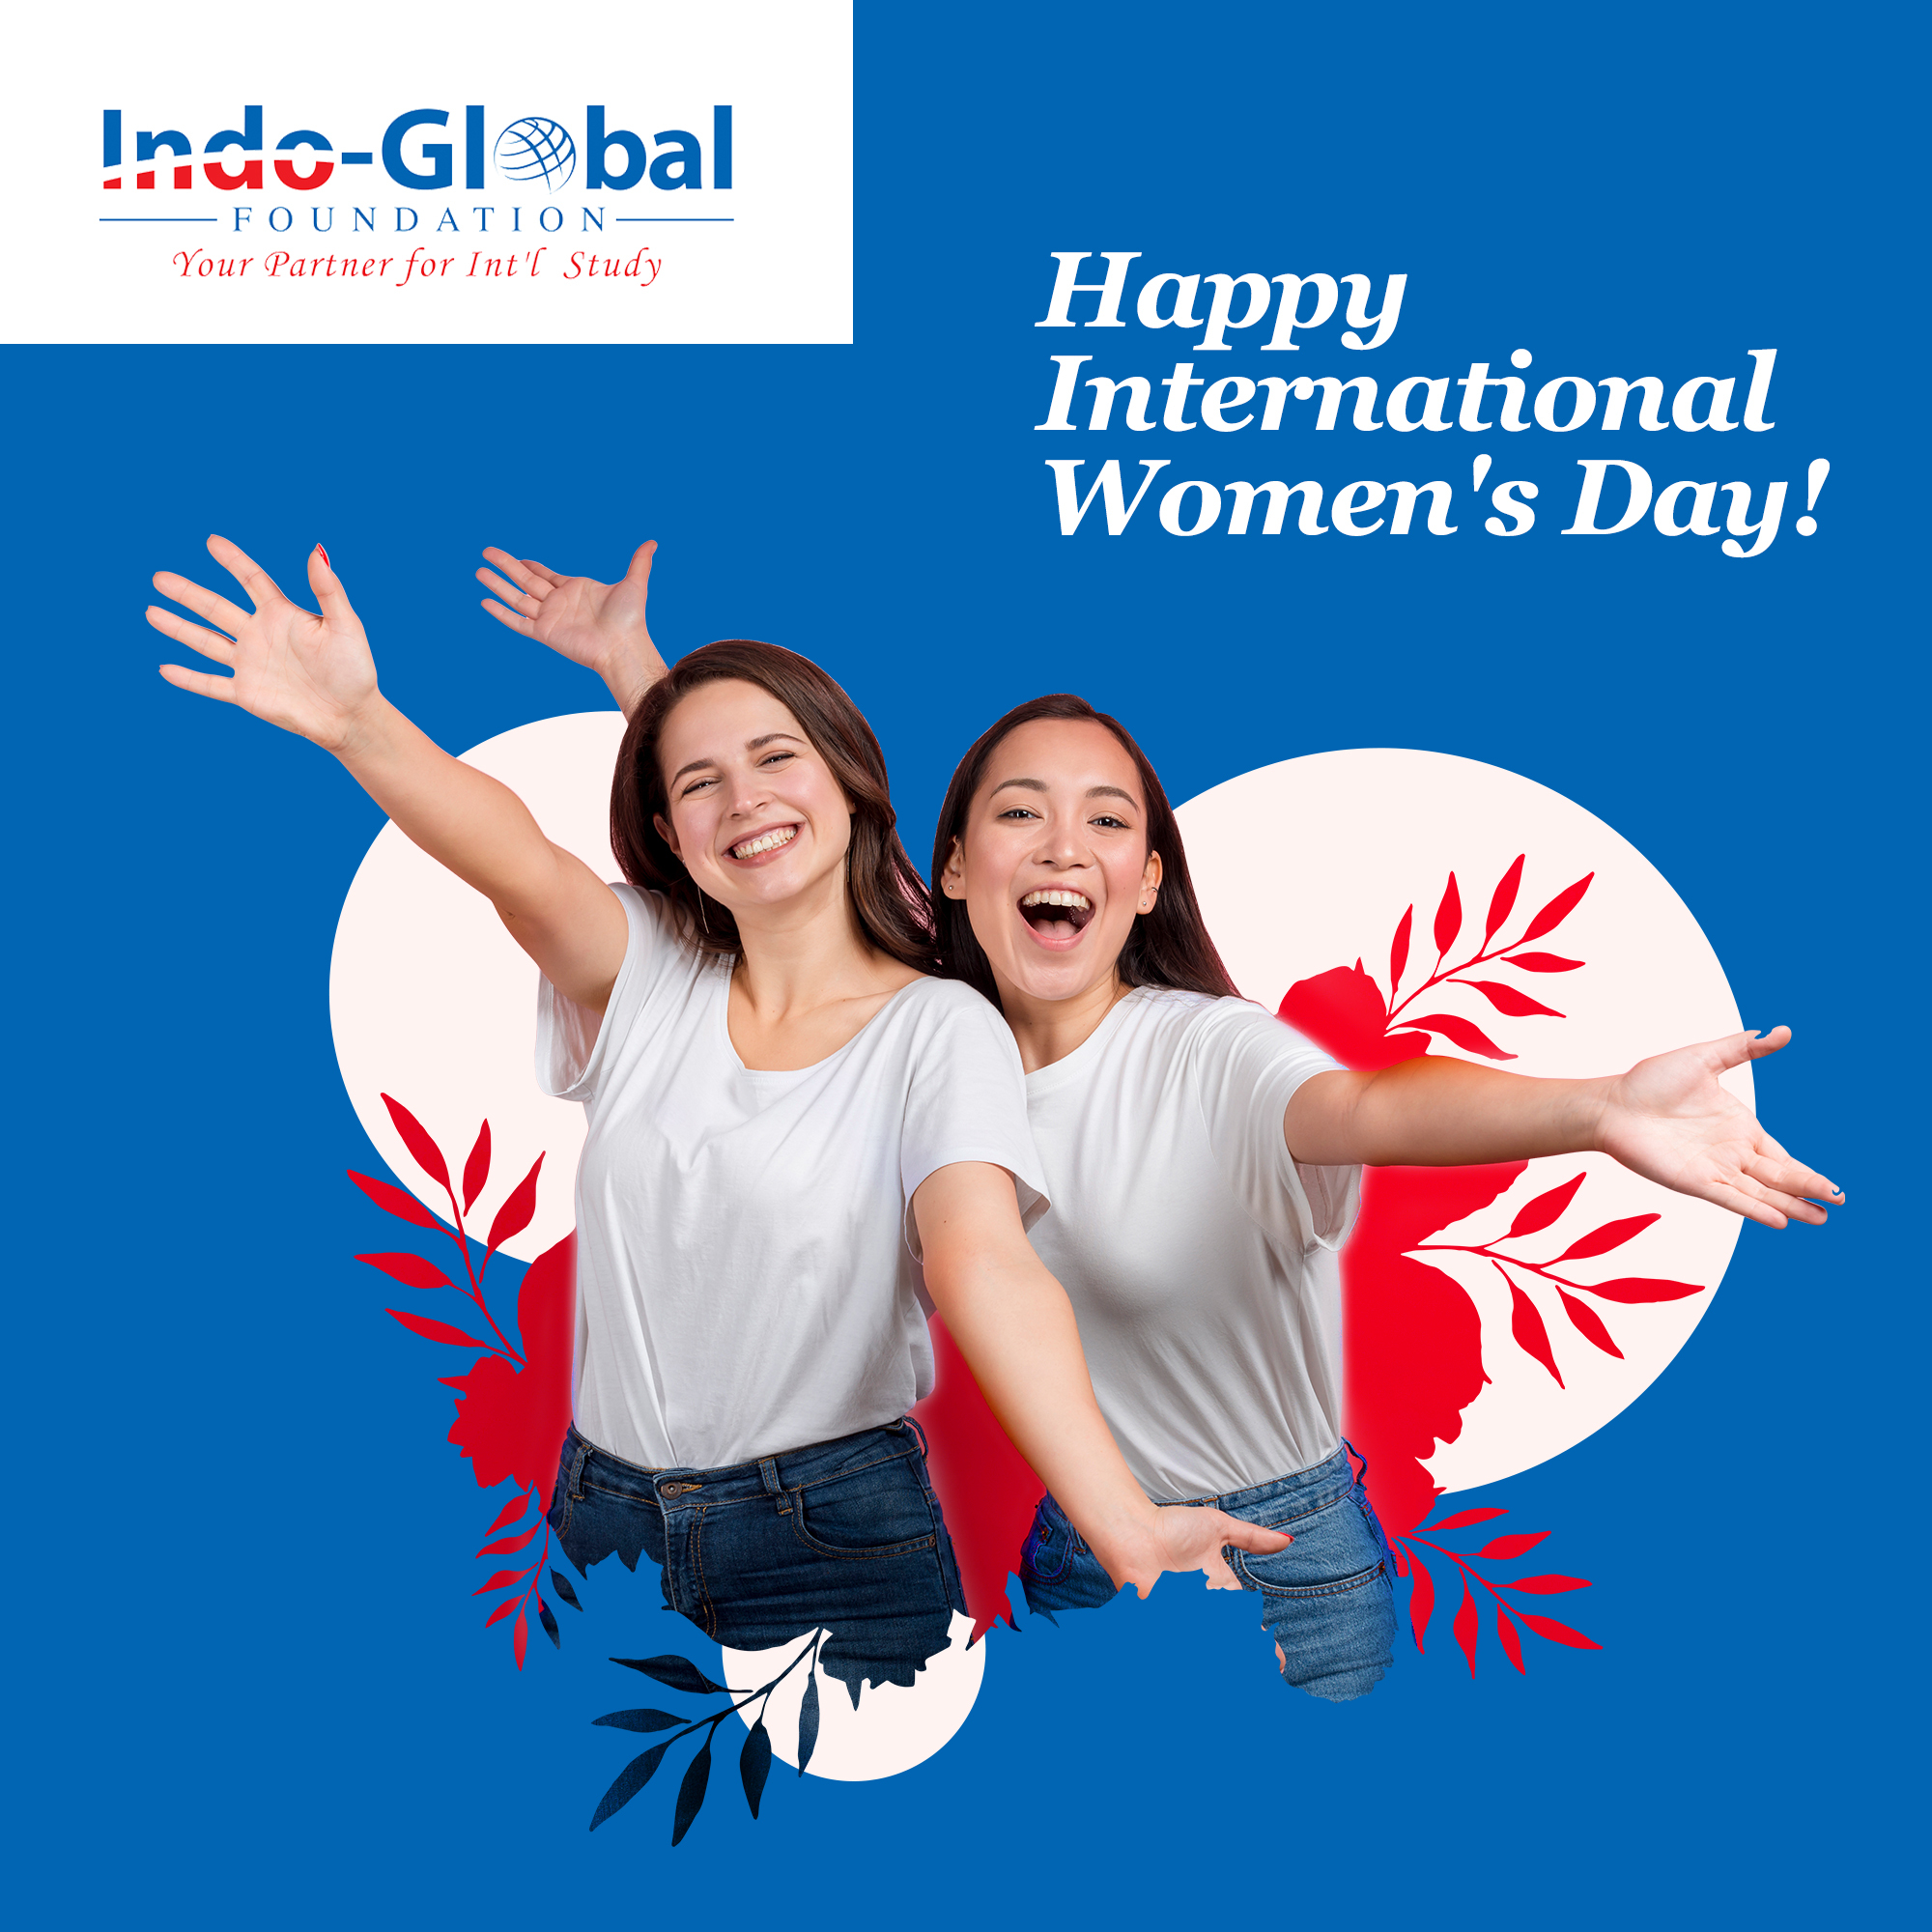 Indo-Global
FOUNDATION
Your Partner for Int'l Study
Happy
International
Women's Day!